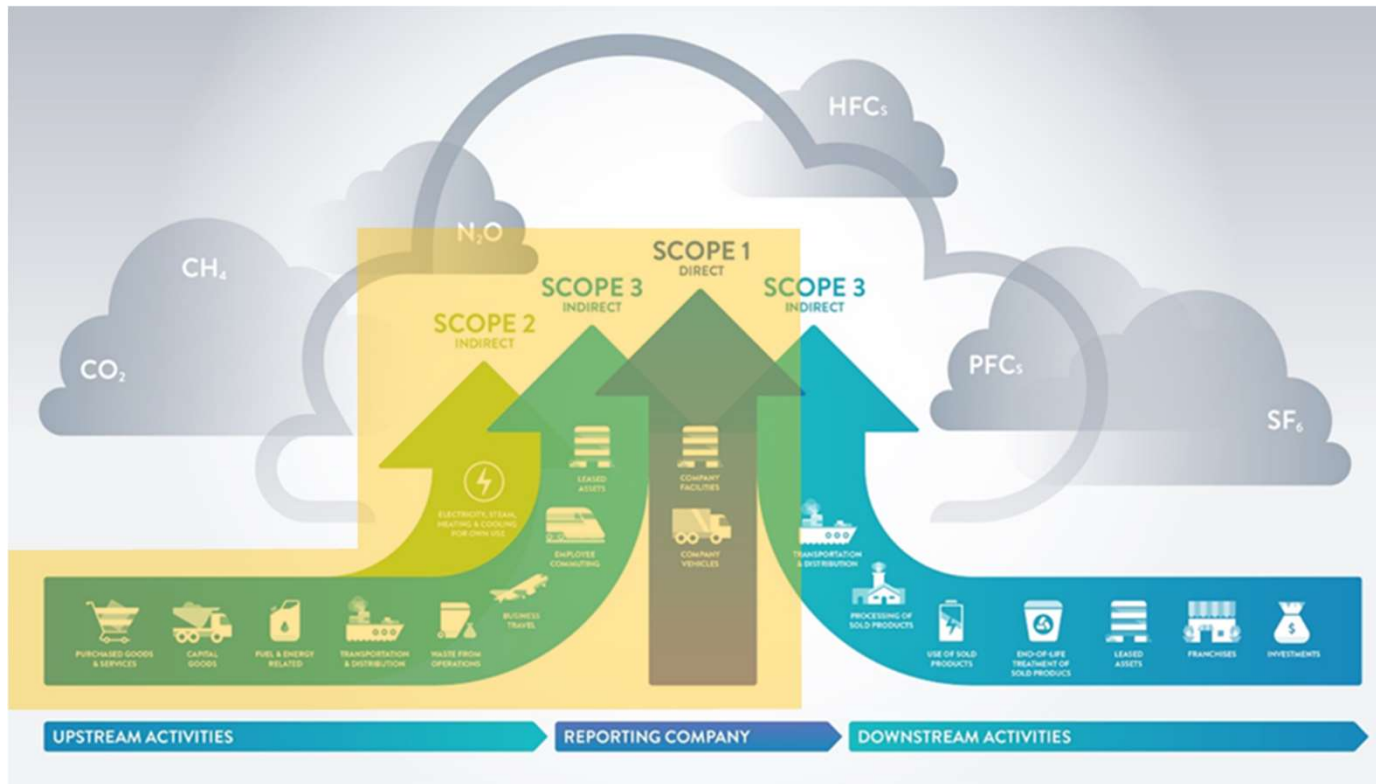 HFCs
N₂O
CH₄
CO₂
PFCs
SF₆
SCOPE 2
INDIRECT
SCOPE 3
INDIRECT
SCOPE 1
DIRECT
SCOPE 3
INDIRECT
ELECTRICITY, STEAM,
HEATING & COOLING
FOR OWN USE
LEASED
ASSETS
EMPLOYEE
COMMUTING
BUSINESS
TRAVEL
COMPANY
FACILITIES
COMPANY
VEHICLES
PURCHASED GOODS
& SERVICES
CAPITAL
GOODS
FUEL & ENERGY
RELATED
TRANSPORTATION
& DISTRIBUTION
WASTE FROM
OPERATIONS
TRANSPORTATION
& DISTRIBUTION
PROCESSING OF
SOLD PRODUCTS
USE OF SOLD
PRODUCTS
END-OF-LIFE
TREATMENT OF
SOLD PRODUCS
LEASED
ASSETS
FRANCHISES
$
INVESTMENTS
UPSTREAM ACTIVITIES
REPORTING COMPANY
DOWNSTREAM ACTIVITIES